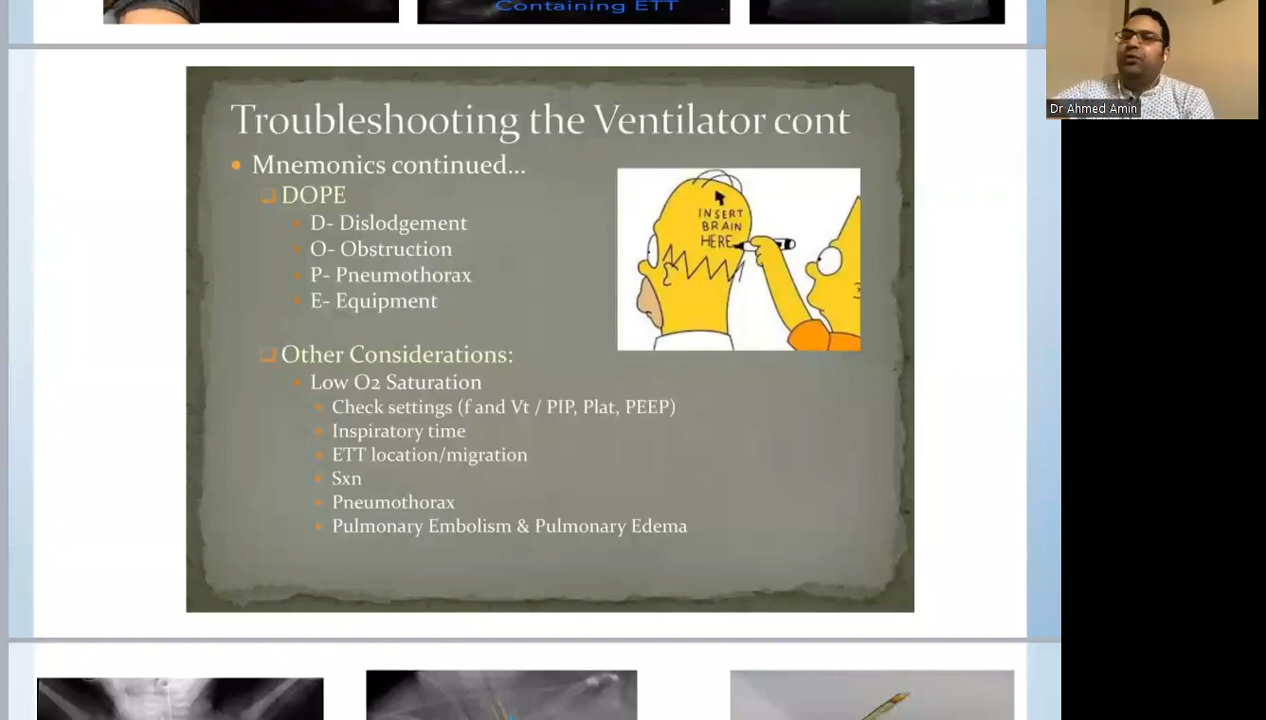 Containing ETT
Dr Ahmed Amin
Troubleshooting the Ventilator cont
Mnemonics continued...
DOPE
D- Dislodgement
O- Obstruction
P- Pneumothorax
E- Equipment
INSERT
BRAIN
HERE
Other Considerations:
Low O2 Saturation
Check settings (f and Vt / PIP, Plat, PEEP)
Inspiratory time
ETT location/migration
Sxn
Pneumothorax
Pulmonary Embolism & Pulmonary Edema